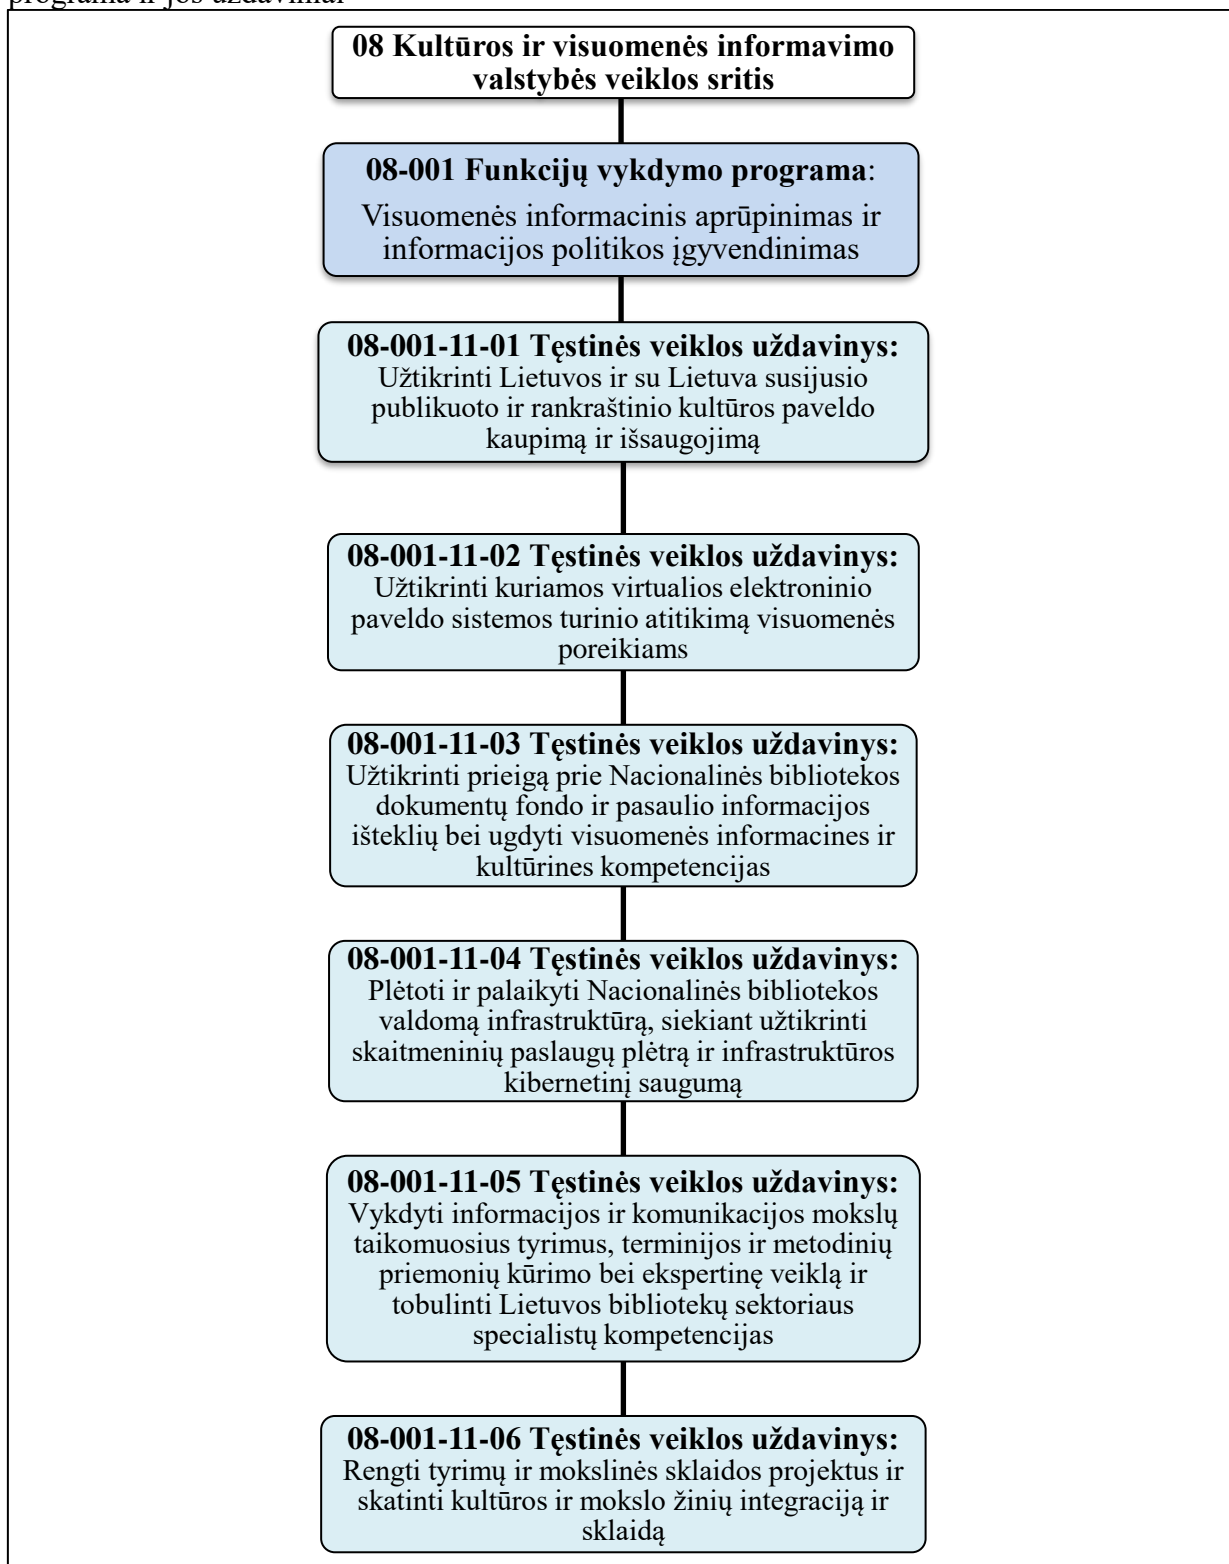 programa ir jos uždaviniai
08 Kultūros ir visuomenės informavimo
valstybės veiklos sritis
08-001 Funkcijų vykdymo programa:
Visuomenės informacinis aprūpinimas ir
informacijos politikos įgyvendinimas
08-001-11-01 Tęstinės veiklos uždavinys:
Užtikrinti Lietuvos ir su Lietuva susijusio
publikuoto ir rankraštinio kultūros paveldo
kaupimą ir išsaugojimą
08-001-11-02 Tęstinės veiklos uždavinys:
Užtikrinti kuriamos virtualios elektroninio
paveldo sistemos turinio atitikimą visuomenės
poreikiams
08-001-11-03 Tęstinės veiklos uždavinys:
Užtikrinti prieigą prie Nacionalinės bibliotekos
dokumentų fondo ir pasaulio informacijos
išteklių bei ugdyti visuomenės informacines ir
kultūrines kompetencijas
08-001-11-04 Tęstinės veiklos uždavinys:
Plėtoti ir palaikyti Nacionalinės bibliotekos
valdomą infrastruktūrą, siekiant užtikrinti
skaitmeninių paslaugų plėtrą ir infrastruktūros
kibernetinį saugumą
08-001-11-05 Tęstinės veiklos uždavinys:
Vykdyti informacijos ir komunikacijos mokslų
taikomuosius tyrimus, terminijos ir metodinių
priemonių kūrimo bei ekspertinę veiklą ir
tobulinti Lietuvos bibliotekų sektoriaus
specialistų kompetencijas
08-001-11-06 Tęstinės veiklos uždavinys:
Rengti tyrimų ir mokslinės sklaidos projektus ir
skatinti kultūros ir mokslo žinių integraciją ir
sklaidą